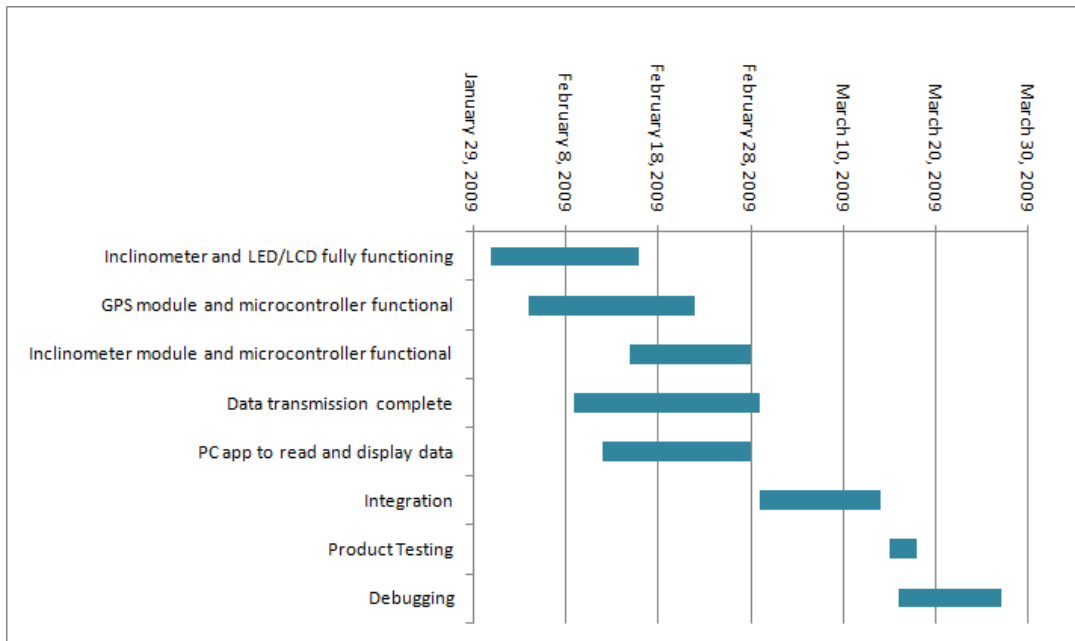 January 29, 2009
February 8, 2009
February 18, 2009
February 28, 2009
March 10, 2009
March 20, 2009
March 30, 2009
Inclinometer and LED/LCD fully functioning
GPS module and microcontroller functional
Inclinometer module and microcontroller functional
Data transmission complete
PC app to read and display data
Integration
Product Testing
Debugging